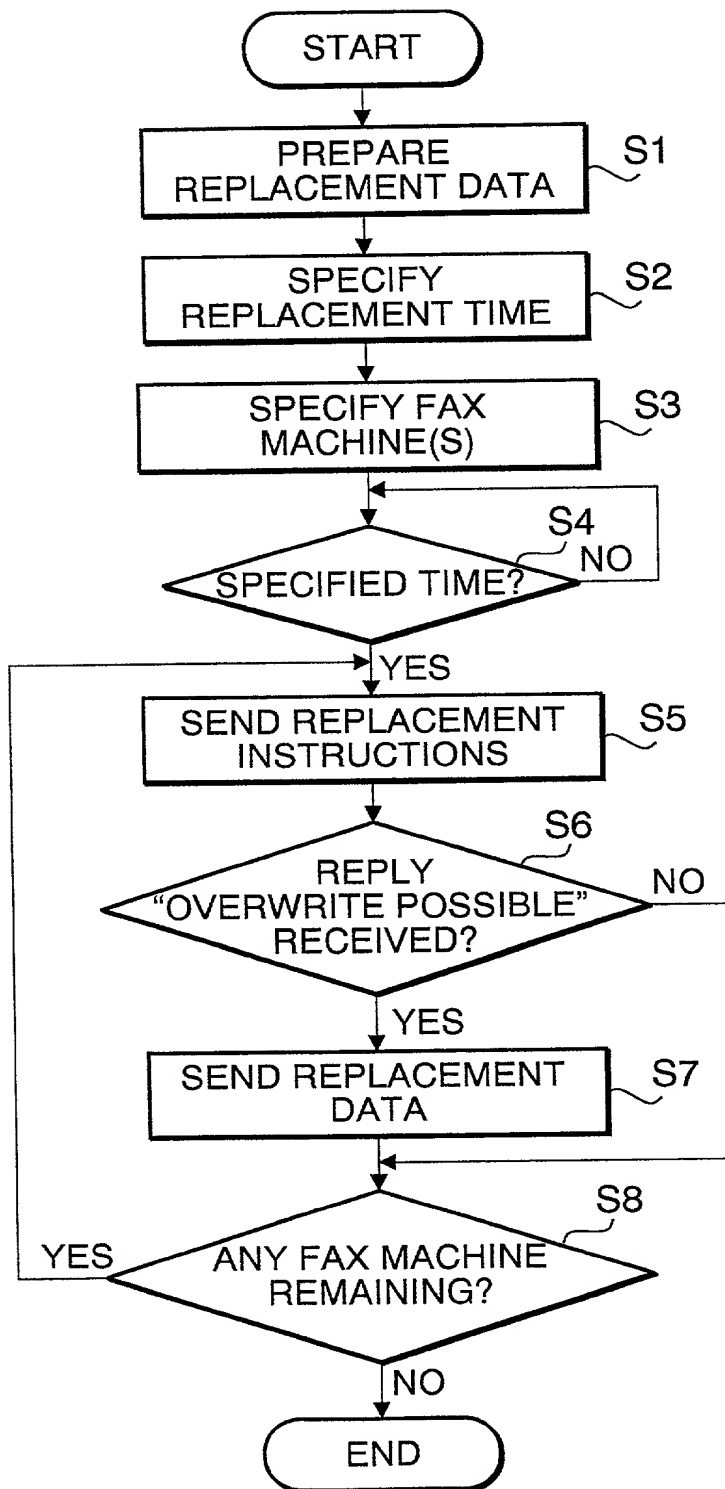 START
PREPARE
REPLACEMENT DATA
S1
SPECIFY
REPLACEMENT TIME
S2
SPECIFY FAX
MACHINE(S)
S3
S4
SPECIFIED TIME?
NO
YES
SEND REPLACEMENT
INSTRUCTIONS
S5
S6
REPLY
“OVERWRITE POSSIBLE”
RECEIVED?
NO
YES
SEND REPLACEMENT
DATA
S7
S8
YES
ANY FAX MACHINE
REMAINING?
NO
END